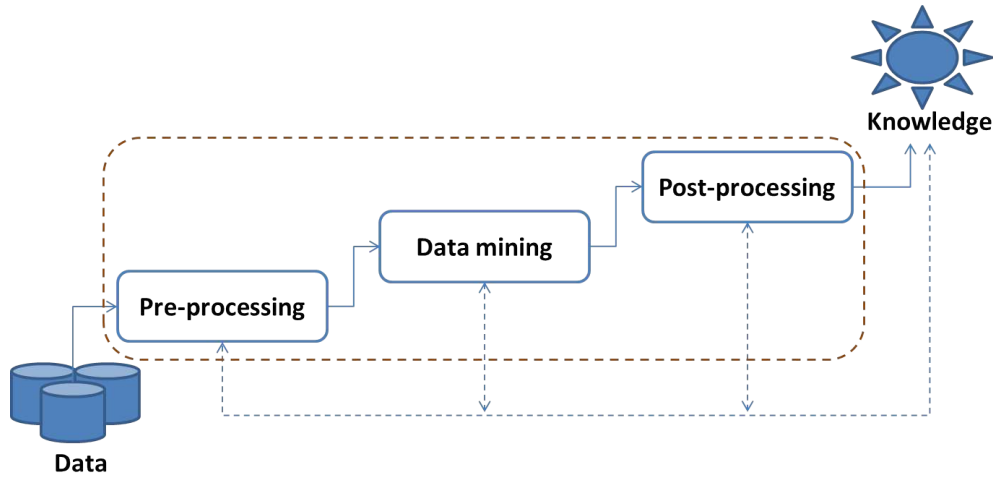 Knowledge
Post-processing
Data mining
Pre-processing
Data